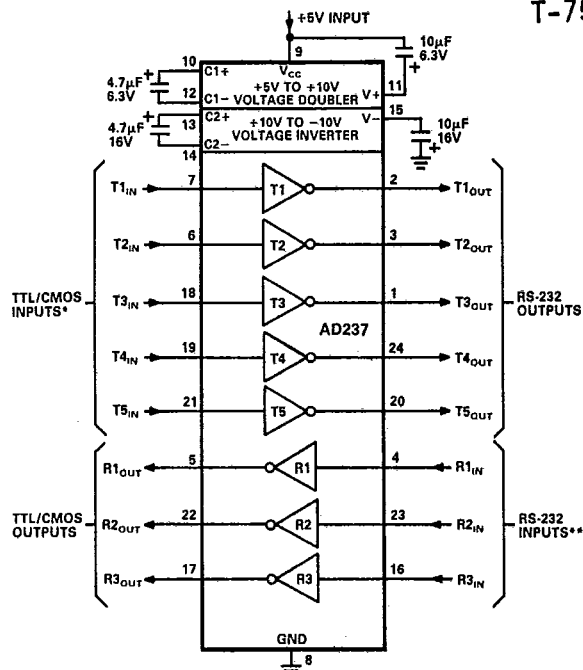 T-75
+5V INPUT
9
VCC
10µF
6.3V
+
10
C1+
4.7µF
6.3V
+
12
C1−
+5V TO +10V
VOLTAGE DOUBLER
11
V+
4.7µF
16V
+
13
C2+
C2−
14
+10V TO −10V
VOLTAGE INVERTER
15
V−
10µF
16V
+
T1IN 7 T1 2 T1OUT
T2IN 6 T2 3 T2OUT
TTL/CMOS
INPUTS*
T3IN 18 T3 1 T3OUT
RS-232
OUTPUTS
AD237
T4IN 19 T4 24 T4OUT
T5IN 21 T5 20 T5OUT
R1OUT 5 R1 4 R1IN
TTL/CMOS
OUTPUTS
R2OUT 22 R2 23 R2IN
RS-232
INPUTS**
R3OUT 17 R3 16 R3IN
GND
8